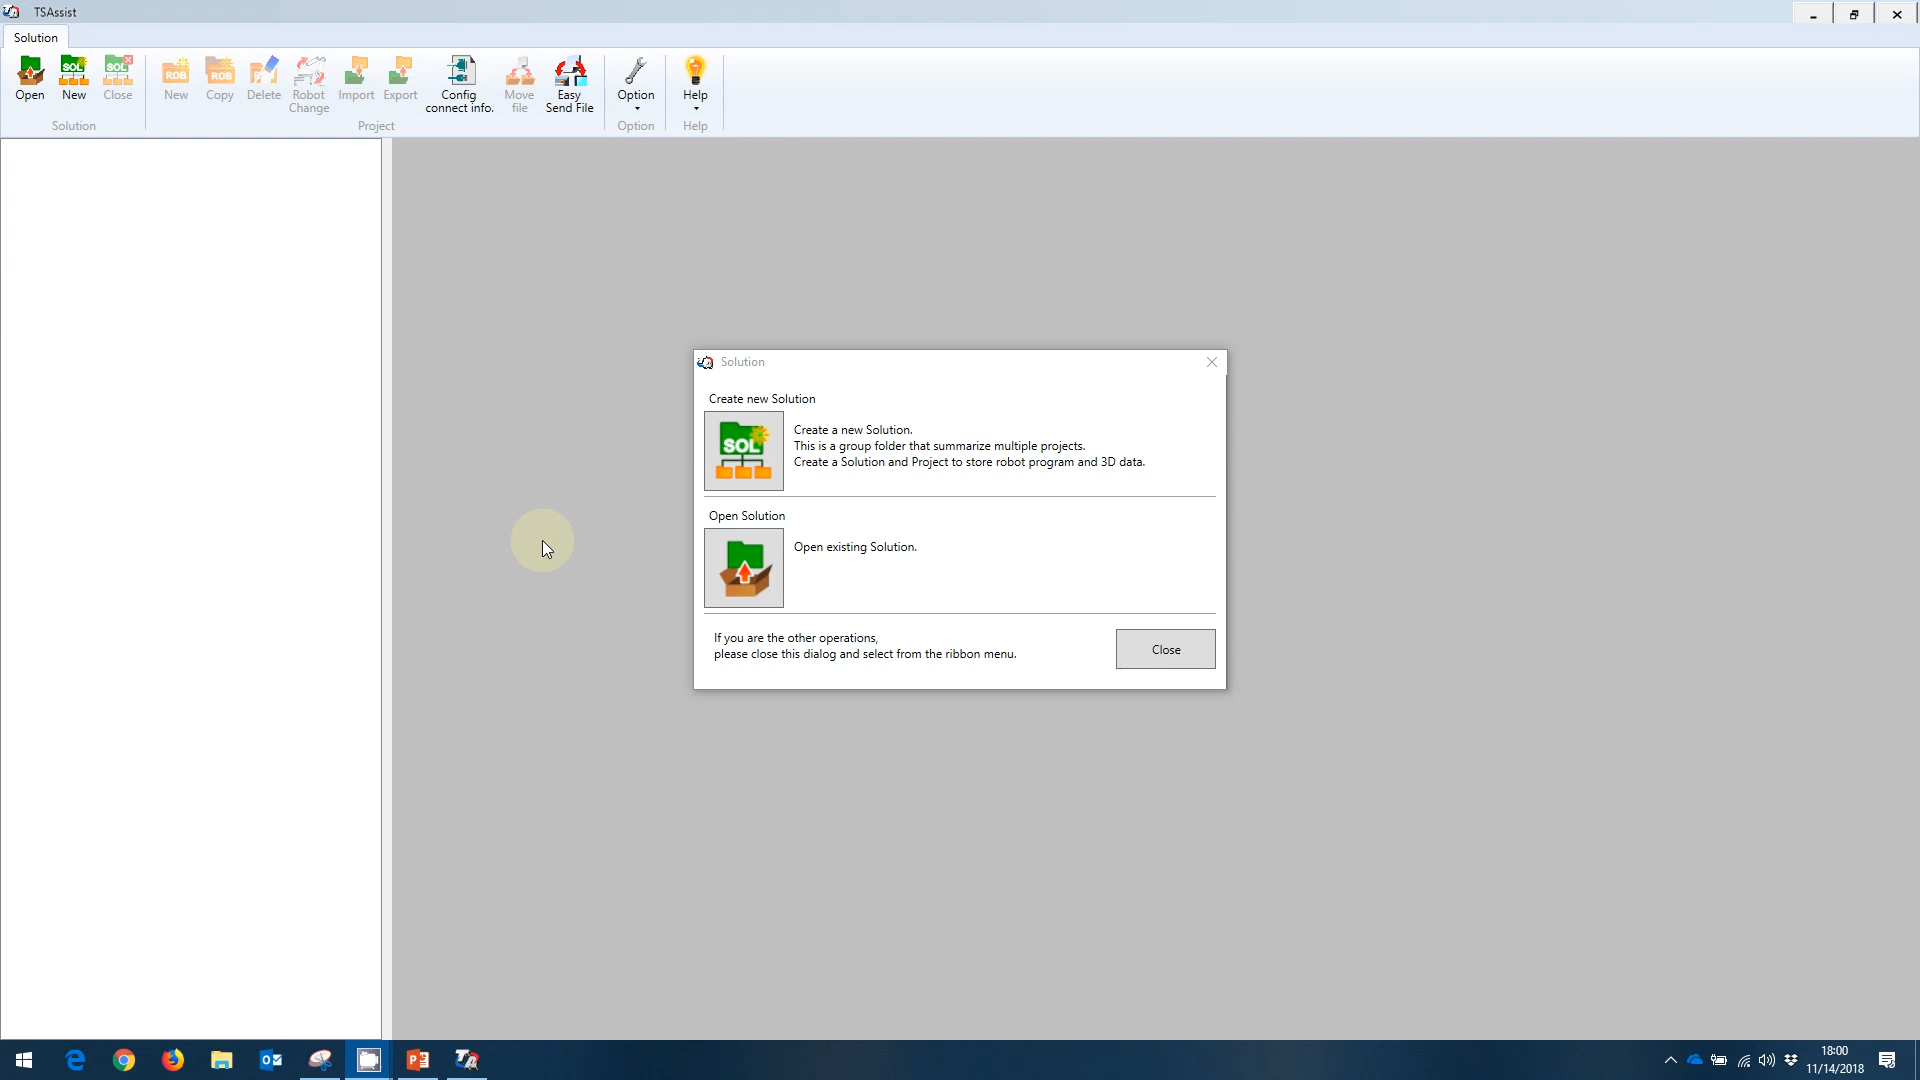 TSAssist
Solution
Open
New
Close
New
Copy
Delete
Robot
Change
Import
Export
Config
connect info.
Move
file
Easy
Send File
Option
Help
Solution
Project
Option
Help
SOL
SOL
ROB
ROB
Solution
Create new Solution
SOL
Create a new Solution.
This is a group folder that summarize multiple projects.
Create a Solution and Project to store robot program and 3D data.
Open Solution
Open existing Solution.
If you are the other operations,
please close this dialog and select from the ribbon menu.
Close
18:00
11/14/2018